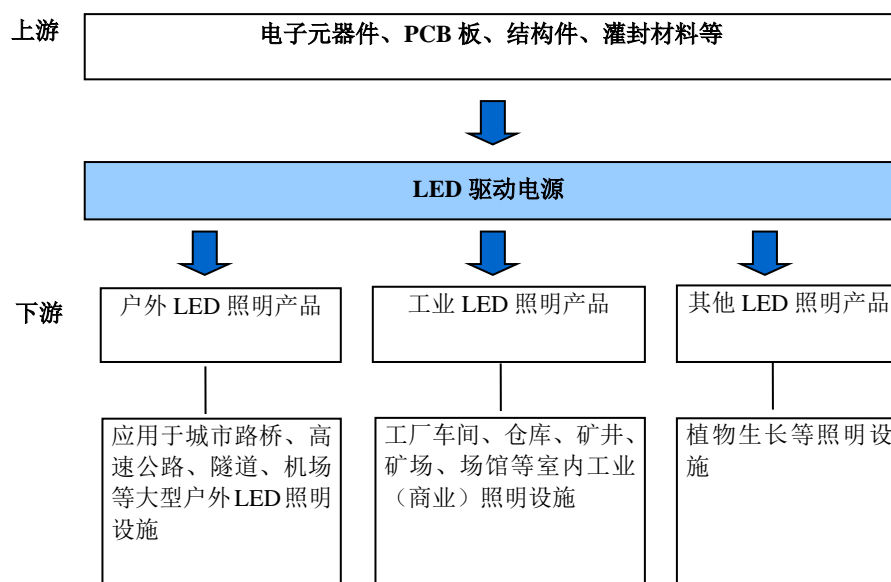 上游
电子元器件、PCB 板、结构件、灌封材料等
LED 驱动电源
下游
户外 LED 照明产品
工业 LED 照明产品
其他 LED 照明产品
应用于城市路桥、高
速公路、隧道、机场
等大型户外 LED 照明
设施
工厂车间、仓库、矿井、
矿场、场馆等室内工业
（商业）照明设施
植物生长等照明设
施